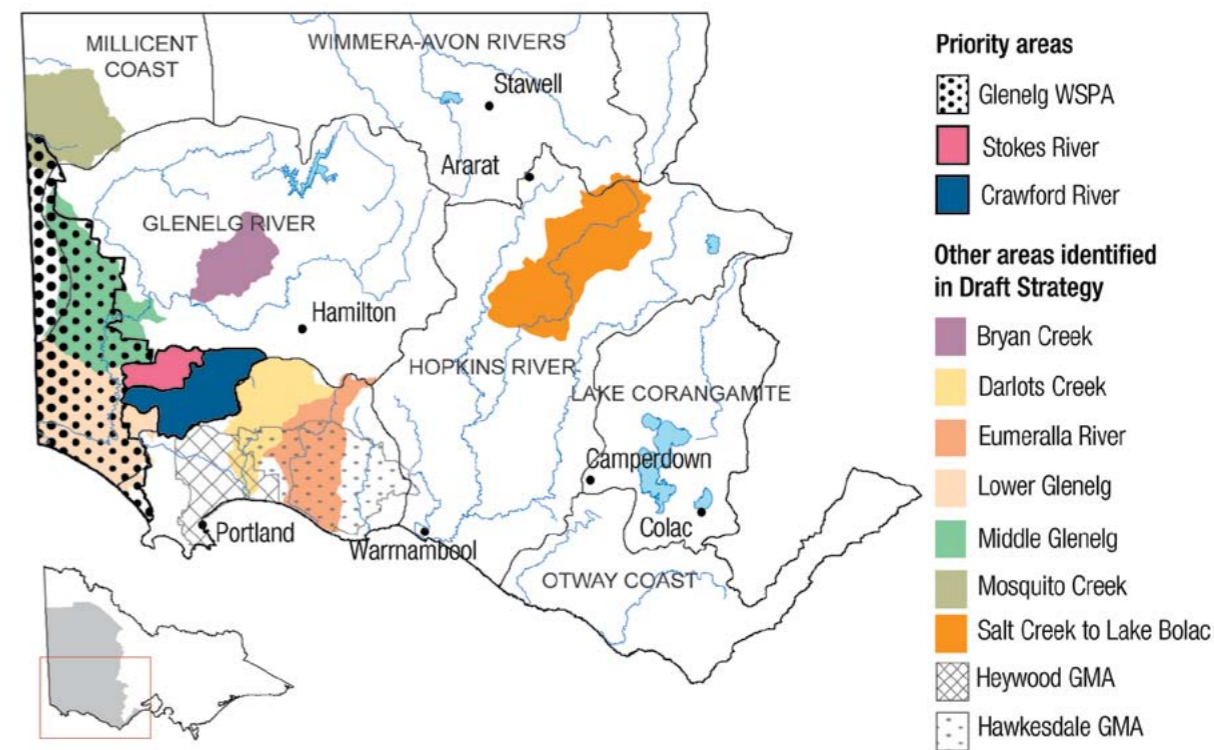 MILLICENT
COAST
WIMMERA-AVON RIVERS
Stawell
Ararat
GLENELG RIVER
Hamilton
HOPKINS RIVER
LAKE CORANGAMITE
Camperdown
Colac
Portland
Warrnambool
OTWAY COAST
Priority areas
Glenelg WSPA
Stokes River
Crawford River
Other areas identified
in Draft Strategy
Bryan Creek
Darlots Creek
Eumeralla River
Lower Glenelg
Middle Glenelg
Mosquito Creek
Salt Creek to Lake Bolac
Heywood GMA
Hawkesdale GMA